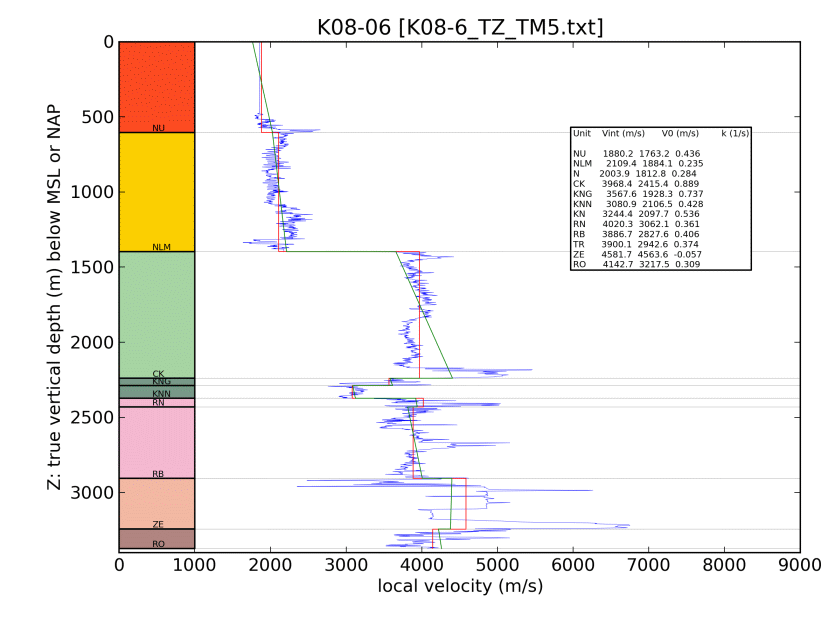 K08-06 [K08-6_TZ_TM5.txt]
Z: true vertical depth (m) below MSL or NAP
0
500
1000
1500
2000
2500
3000
NU
NLM
CK
KNG
KNN
RN
RB
ZE
RO
Unit Vint (m/s) V0 (m/s) k (1/s)
NU 1880.2 1763.2 0.436
NLM 2109.4 1884.1 0.235
N 2003.9 1812.8 0.284
CK 3968.4 2415.4 0.889
KNG 3567.6 1928.3 0.737
KNN 3080.9 2106.5 0.428
KN 3244.4 2097.7 0.536
RN 4020.3 3062.1 0.361
RB 3886.7 2827.6 0.406
TR 3900.1 2942.6 0.374
ZE 4581.7 4563.6 -0.057
RO 4142.7 3217.5 0.309
0 1000 2000 3000 4000 5000 6000 7000 8000 9000
local velocity (m/s)